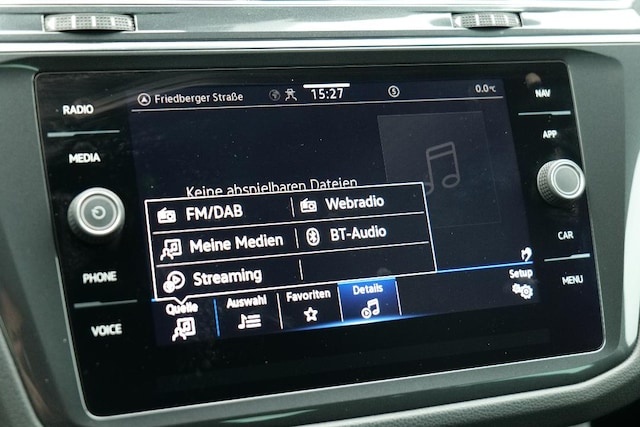 RADIO
MEDIA
PHONE
VOICE
Friedberger Straße
15:27
0.0°C
Keine abspielbaren Dateien
FM/DAB
Webradio
Meine Medien
BT-Audio
Streaming
Quelle
Auswahl
Favoriten
Details
Setup
NAV
APP
CAR
MENU